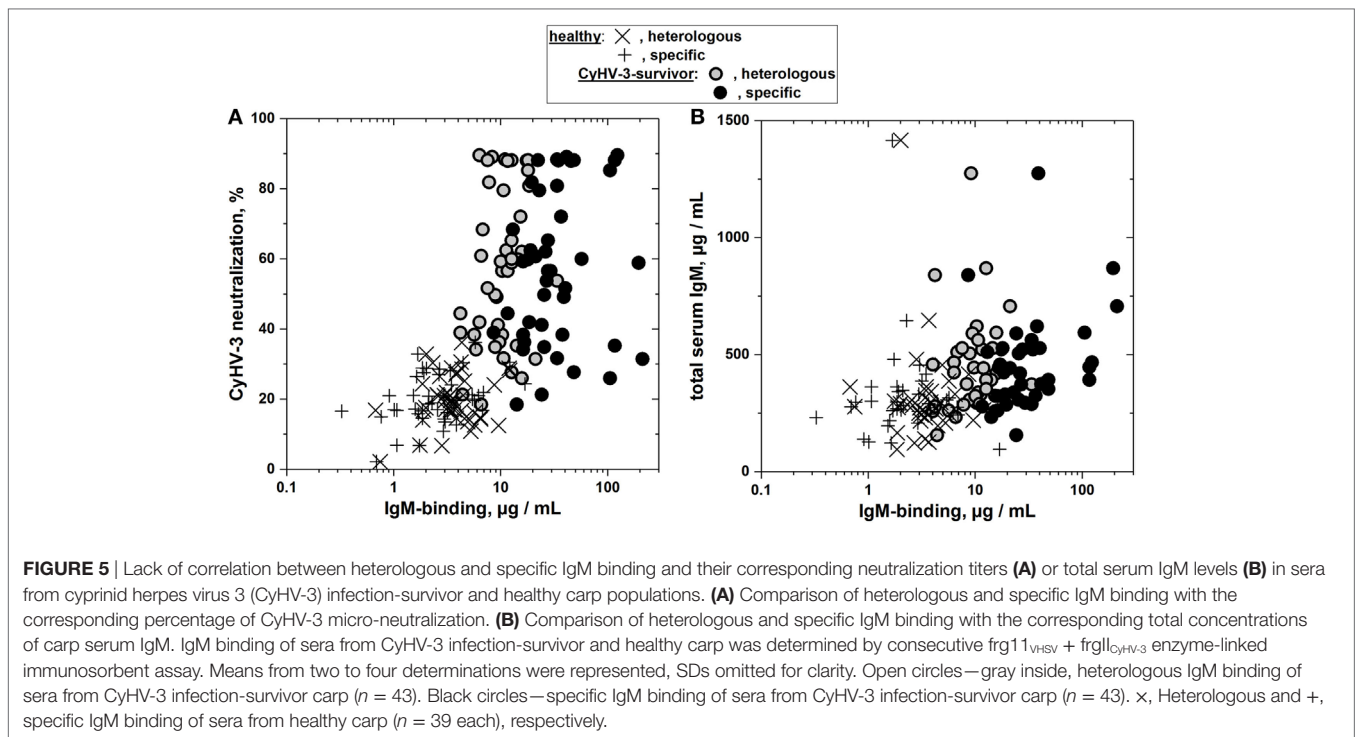 healthy: × , heterologous
+ , specific
CyHV-3-survivor: , heterologous
, specific
A
100
80
60
40
20
0
CyHV-3 neutralization, %
0.1 1 10 100
IgM-binding, µg / mL
B
1500
1000
500
0
total serum IgM, µg / mL
0.1 1 10 100
IgM-binding, µg / mL
FIGURE 5 | Lack of correlation between heterologous and specific IgM binding and their corresponding neutralization titers (A) or total serum IgM levels (B) in sera
from cyprinid herpes virus 3 (CyHV-3) infection-survivor and healthy carp populations. (A) Comparison of heterologous and specific IgM binding with the
corresponding percentage of CyHV-3 micro-neutralization. (B) Comparison of heterologous and specific IgM binding with the corresponding total concentrations
of carp serum IgM. IgM binding of sera from CyHV-3 infection-survivor and healthy carp was determined by consecutive frg11VHSV + frgIICyHV-3 enzyme-linked
immunosorbent assay. Means from two to four determinations were represented, SDs omitted for clarity. Open circles—gray inside, heterologous IgM binding of
sera from CyHV-3 infection-survivor carp (n = 43). Black circles—specific IgM binding of sera from CyHV-3 infection-survivor carp (n = 43). ×, Heterologous and +,
specific IgM binding of sera from healthy carp (n = 39 each), respectively.